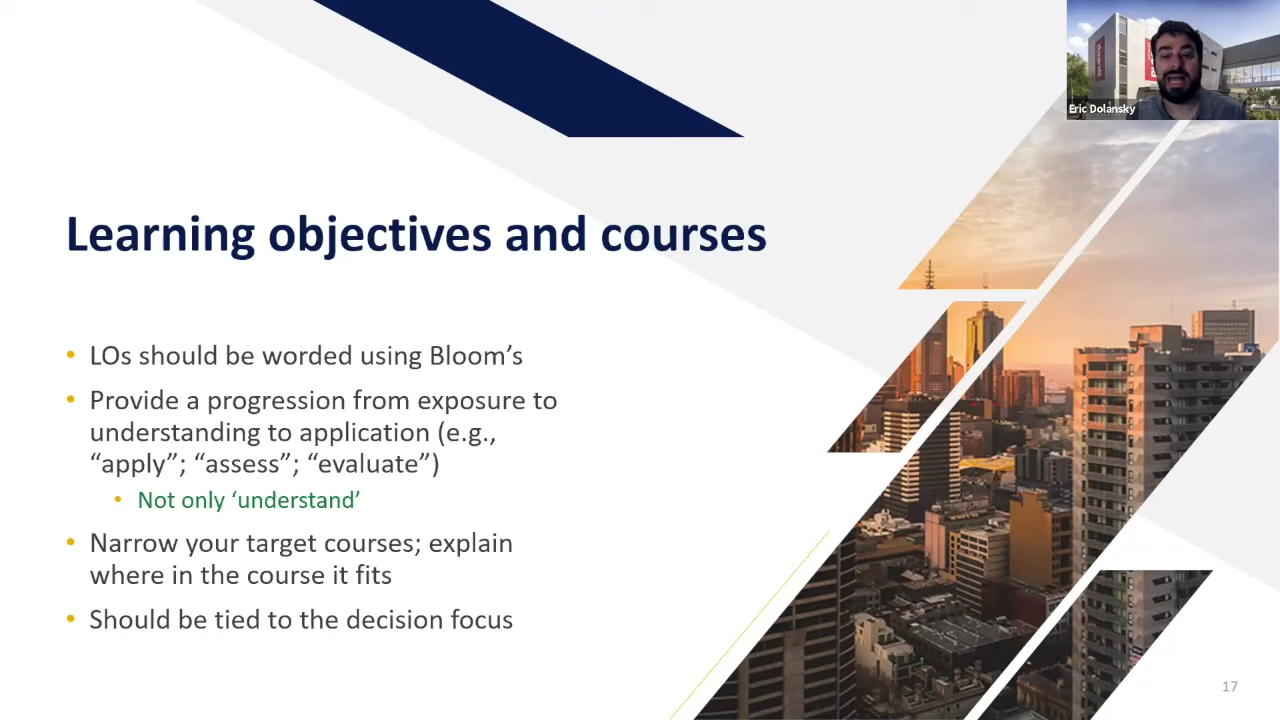 Eric Dolansky
Learning objectives and courses
• LOs should be worded using Bloom’s
• Provide a progression from exposure to
understanding to application (e.g.,
“apply”; “assess”; “evaluate”)
• Not only ‘understand’
• Narrow your target courses; explain
where in the course it fits
• Should be tied to the decision focus
17